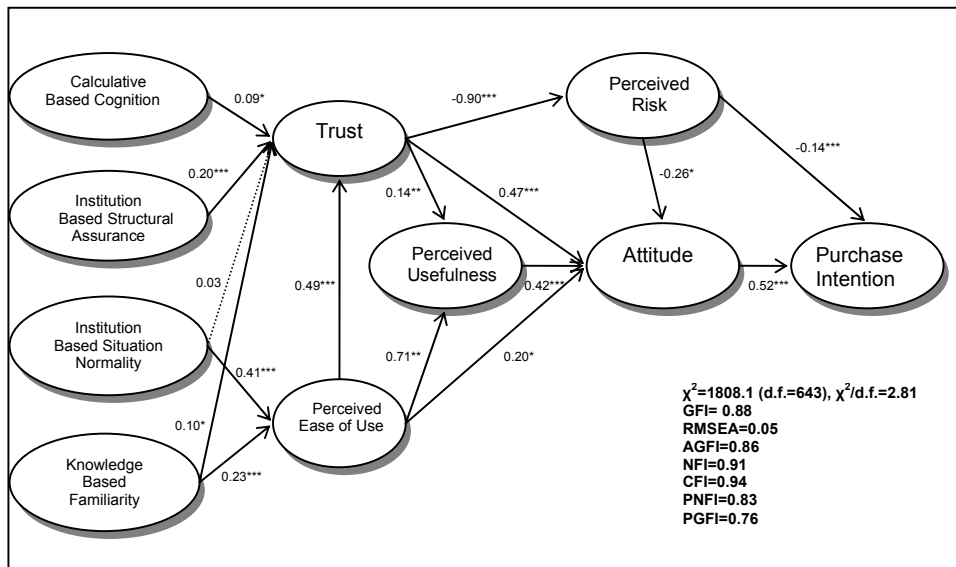 Calculative
Based Cognition
0.09*
Trust
-0.90***
Perceived
Risk
-0.14***
0.20***
Institution
Based Structural
Assurance
0.14**
0.47***
-0.26*
Perceived
Usefulness
0.42***
Attitude
0.52***
Purchase
Intention
0.03
0.49***
Institution
Based Situation
Normality
0.41***
0.71**
0.20*
Perceived
Ease of Use
0.10*
0.23***
Knowledge
Based
Familiarity
χ²=1808.1 (d.f.=643), χ²/d.f.=2.81
GFI= 0.88
RMSEA=0.05
AGFI=0.86
NFI=0.91
CFI=0.94
PNFI=0.83
PGFI=0.76